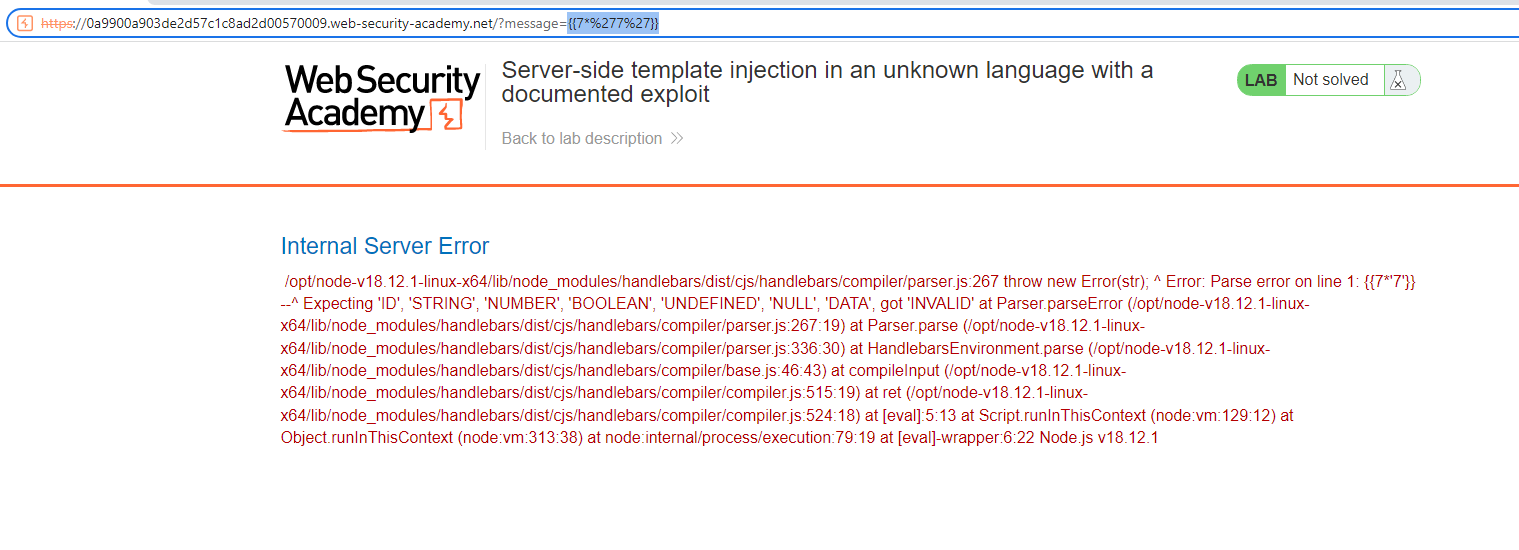 https://0a9900a903de2d57c1c8ad2d00570009.web-security-academy.net/?message={{7*%277%27}}
WebSecurity
Academy
Server-side template injection in an unknown language with a
documented exploit
Back to lab description
LAB
Not solved
Internal Server Error
/opt/node-v18.12.1-linux-x64/lib/node_modules/handlebars/dist/cjs/handlebars/compiler/parser.js:267 throw new Error(str); ^ Error: Parse error on line 1: {{7*'7'}}
--^ Expecting 'ID', 'STRING', 'NUMBER', 'BOOLEAN', 'UNDEFINED', 'NULL', 'DATA', got 'INVALID' at Parser.parseError (/opt/node-v18.12.1-linux-
x64/lib/node_modules/handlebars/dist/cjs/handlebars/compiler/parser.js:267:19) at Parser.parse (/opt/node-v18.12.1-linux-
x64/lib/node_modules/handlebars/dist/cjs/handlebars/compiler/parser.js:336:30) at HandlebarsEnvironment.parse (/opt/node-v18.12.1-linux-
x64/lib/node_modules/handlebars/dist/cjs/handlebars/compiler/base.js:46:43) at compileInput (/opt/node-v18.12.1-linux-
x64/lib/node_modules/handlebars/dist/cjs/handlebars/compiler/compiler.js:515:19) at ret (/opt/node-v18.12.1-linux-
x64/lib/node_modules/handlebars/dist/cjs/handlebars/compiler/compiler.js:524:18) at [eval]:5:13 at Script.runInThisContext (node:vm:129:12) at
Object.runInThisContext (node:vm:313:38) at node:internal/process/execution:79:19 at [eval]-wrapper:6:22 Node.js v18.12.1